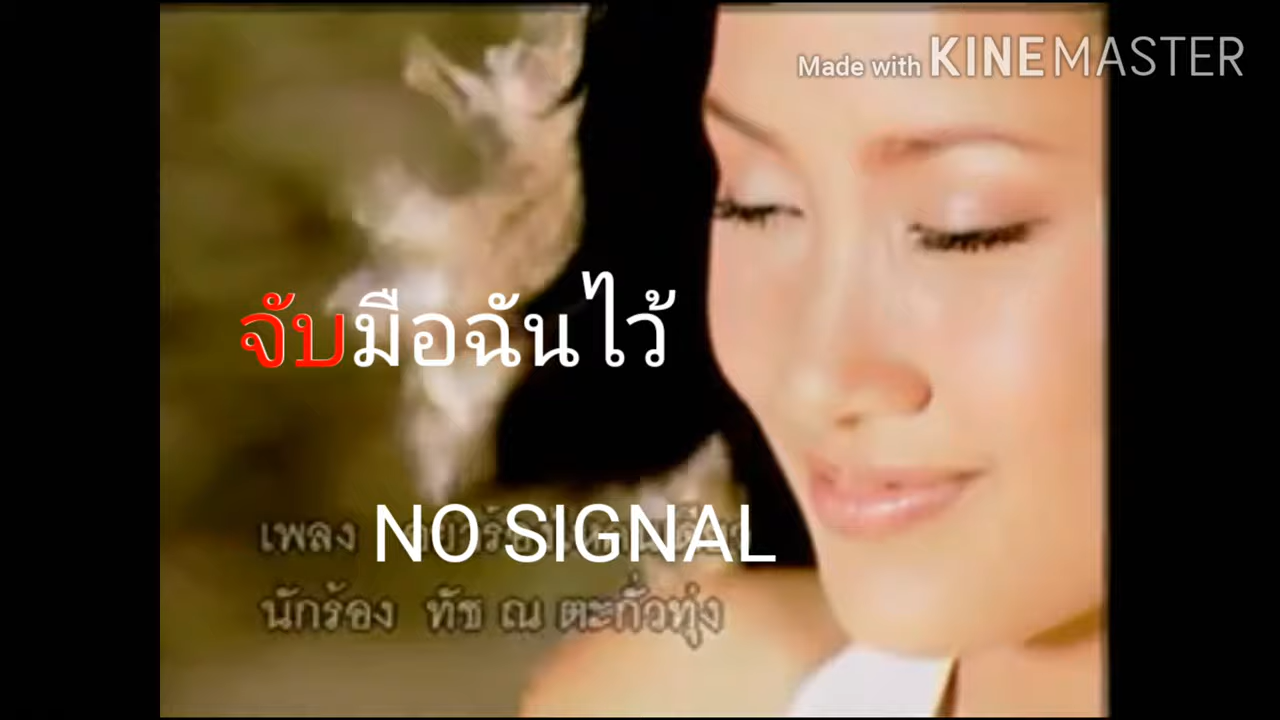 Made with KINEMASTER
จับมือฉันไว้
NO SIGNAL
เพลง
นักร้อง ทัช ณ ตะกั่วทุ่ง